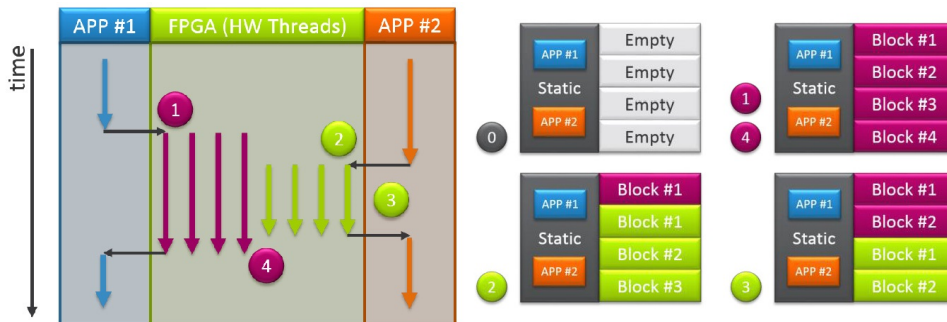 APP #1
FPGA (HW Threads)
APP #2
time
1
2
3
4
APP #1
Static
APP #2
Empty
Empty
Empty
Empty
0
APP #1
Static
APP #2
Block #1
Block #2
Block #3
Block #4
1
4
APP #1
Static
APP #2
Block #1
Block #1
Block #2
Block #3
2
APP #1
Static
APP #2
Block #1
Block #2
Block #1
Block #2
3